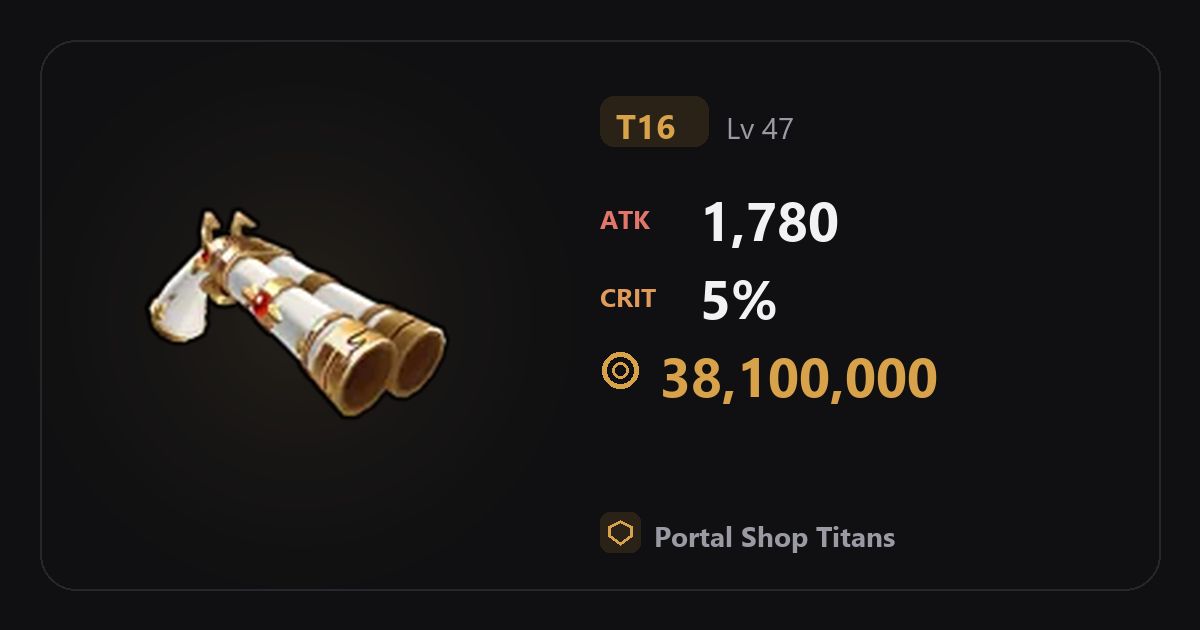 T16 Lv 47
ATK 1,780
CRIT 5%
38,100,000
Portal Shop Titans